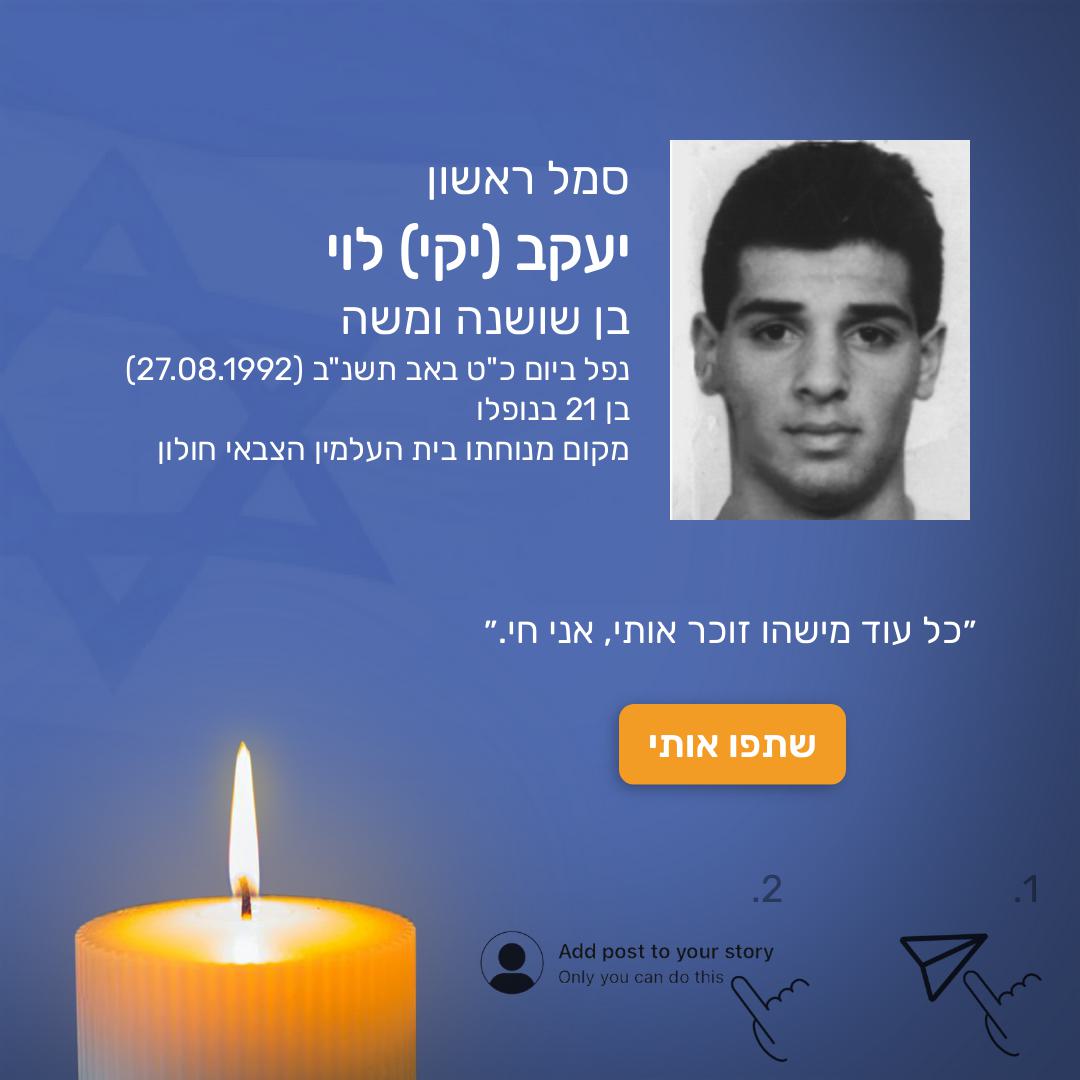 סמל ראשון
יעקב (יקי) לוי
בן שושנה ומשה
נפל ביום כ"ט באב תשנ"ב (27.08.1992)
בן 21 בנופלו
מקום מנוחתו בית העלמין הצבאי חולון
״כל עוד מישהו זוכר אותי, אני חי.״
שתפו אותי
1.
2.
Add post to your story
Only you can do this